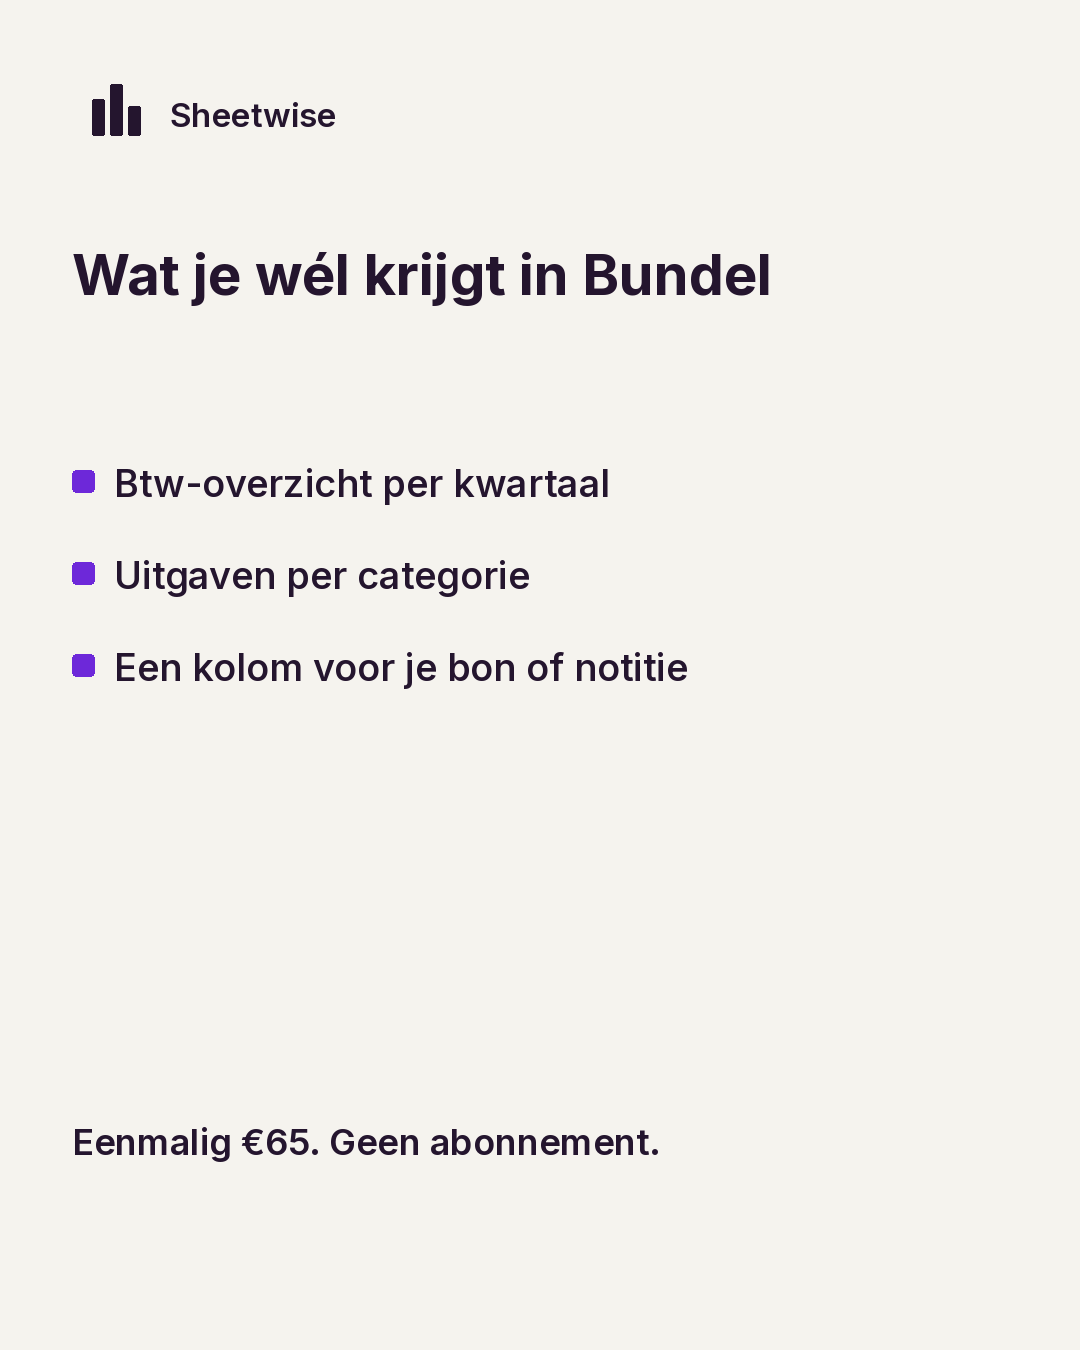 Sheetwise
Wat je wél krijgt in Bundel
Btw-overzicht per kwartaal
Uitgaven per categorie
Een kolom voor je bon of notitie
Eenmalig €65. Geen abonnement.